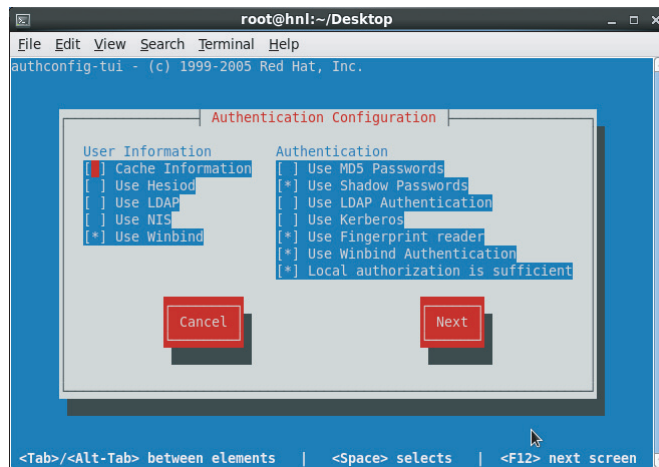 root@hnl:~/Desktop
File Edit View Search Terminal Help
authconfig-tui - (c) 1999-2005 Red Hat, Inc.
Authentication Configuration
User Information
[ ] Cache Information
[ ] Use Hesiod
[ ] Use LDAP
[ ] Use NIS
[*] Use Winbind
Authentication
[ ] Use MD5 Passwords
[*] Use Shadow Passwords
[ ] Use LDAP Authentication
[ ] Use Kerberos
[*] Use Fingerprint reader
[*] Use Winbind Authentication
[*] Local authorization is sufficient
Cancel
Next
<Tab>/<Alt-Tab> between elements | <Space> selects | <F12> next screen